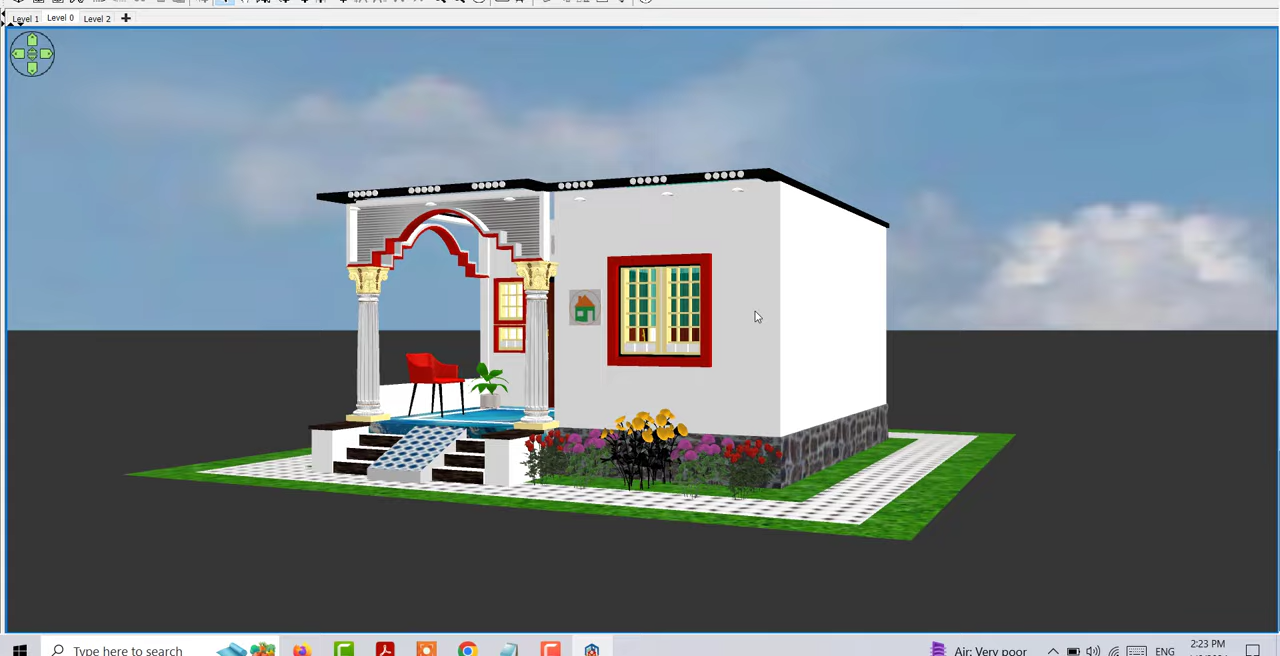 Level 1 Level 0 Level 2
Type here to search
Air: Very poor
ENG
2:23 PM